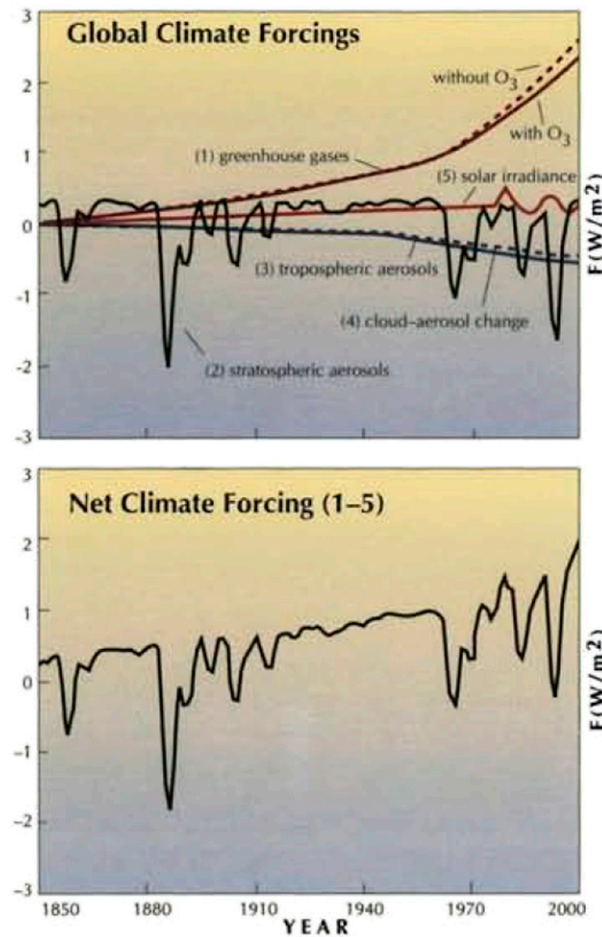 3
Global Climate Forcings
2
without O3
with O3
1
(1) greenhouse gases
(5) solar irradiance
0
(3) tropospheric aerosols
-1
(4) cloud–aerosol change
(2) stratospheric aerosols
-2
-3
F(W/m2)
3
Net Climate Forcing (1–5)
2
1
0
-1
-2
-3
F(W/m2)
1850 1880 1910 1940 1970 2000
YEAR